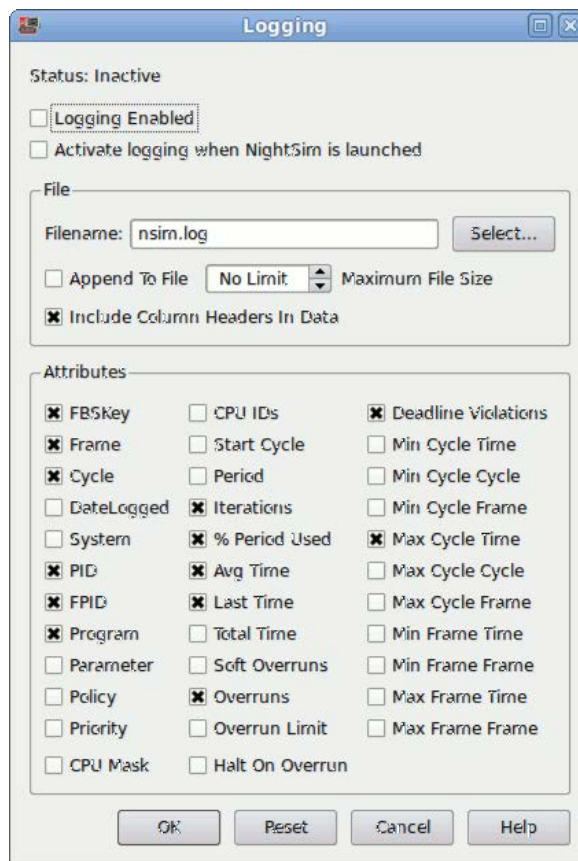 Logging
Status: Inactive
Logging Enabled
Activate logging when NightSim is launched
File
Filename: nsim.log Select...
Append To File No Limit Maximum File Size
Include Column Headers In Data
Attributes
FBSKey CPU IDs Deadline Violations
Frame Start Cycle Min Cycle Time
Cycle Period Min Cycle Cycle
DateLogged Iterations Min Cycle Frame
System % Period Used Max Cycle Time
PID Avg Time Max Cycle Cycle
FPID Last Time Max Cycle Frame
Program Total Time Min Frame Time
Parameter Soft Overruns Min Frame Frame
Policy Overruns Max Frame Time
Priority Overrun Limit Max Frame Frame
CPU Mask Halt On Overrun
OK Reset Cancel Help